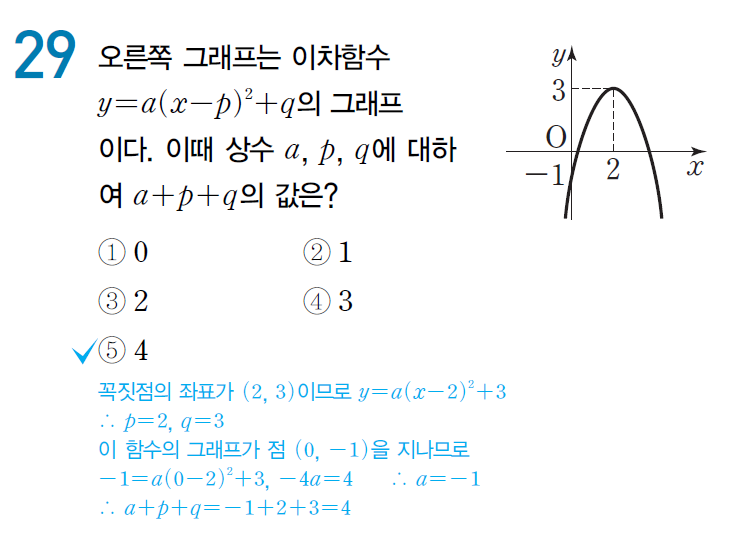 29
오른쪽 그래프는 이차함수
y=a(x-p)²+q의 그래프
이다. 이때 상수 a, p, q에 대하
여 a+p+q의 값은?
① 0 ② 1
③ 2 ④ 3
⑤ 4
꼭짓점의 좌표가 (2, 3)이므로 y=a(x-2)²+3
∴ p=2, q=3
이 함수의 그래프가 점 (0, -1)을 지나므로
-1=a(0-2)²+3, -4a=4 ∴ a=-1
∴ a+p+q=-1+2+3=4
y
3
O
-1
2
x